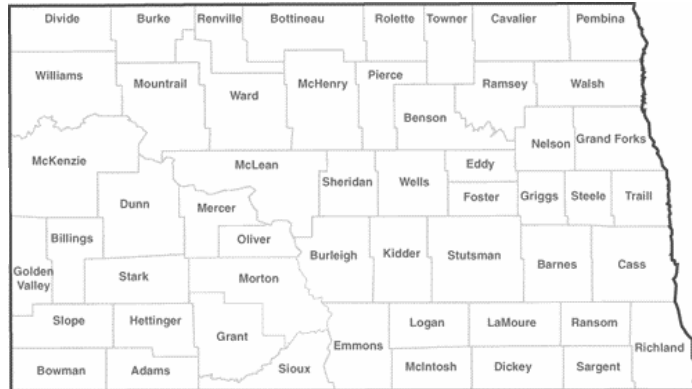 Divide
Burke
Renville
Bottineau
Rolette
Towner
Cavalier
Pembina
Williams
Mountrail
Ward
McHenry
Pierce
Ramsey
Walsh
Benson
Nelson
Grand Forks
McKenzie
McLean
Eddy
Sheridan
Wells
Foster
Griggs
Steele
Traill
Dunn
Mercer
Oliver
Billings
Golden
Valley
Stark
Morton
Burleigh
Kidder
Stutsman
Barnes
Cass
Slope
Hettinger
Grant
Emmons
Logan
LaMoure
Ransom
Richland
Bowman
Adams
Sioux
McIntosh
Dickey
Sargent